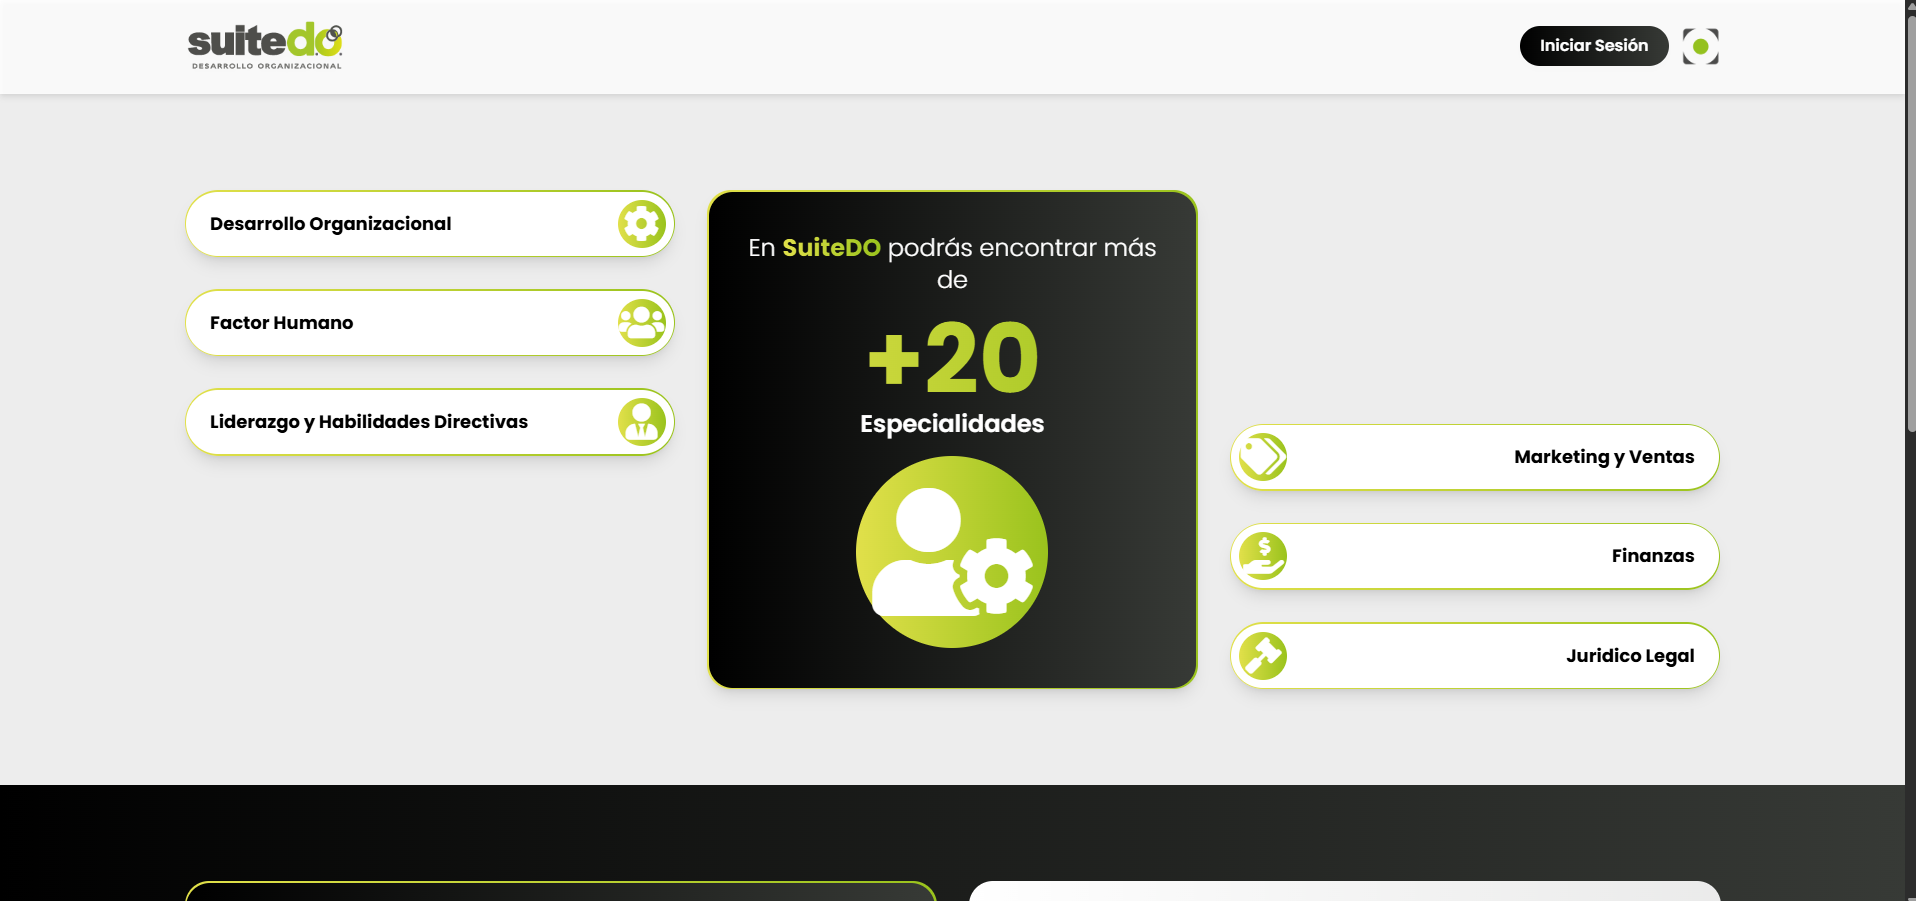 suitedo.
DESARROLLO ORGANIZACIONAL
Iniciar Sesión
Desarrollo Organizacional
Factor Humano
Liderazgo y Habilidades Directivas
En SuiteDO podrás encontrar más
de
+20
Especialidades
Marketing y Ventas
Finanzas
Juridico Legal